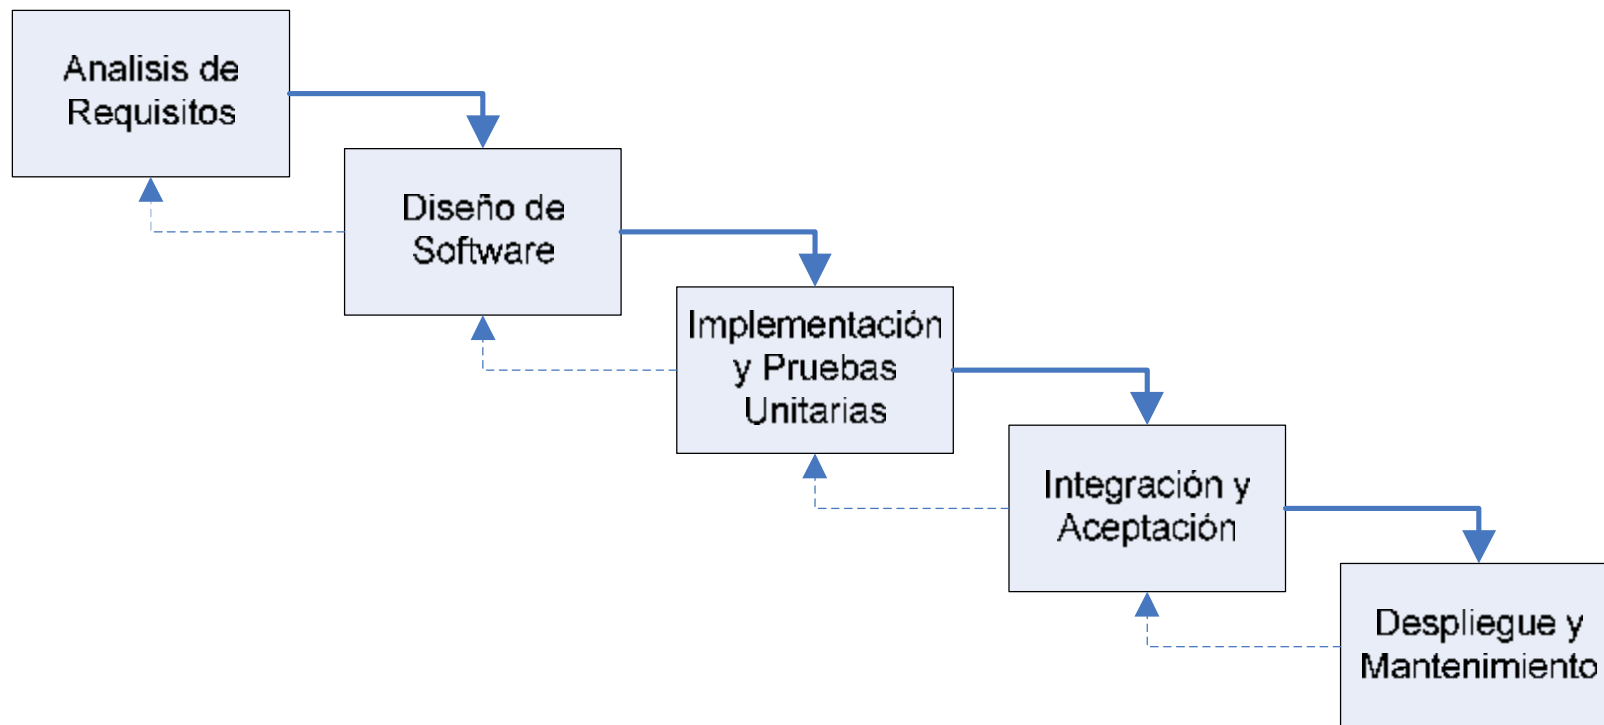 Analisis de
Requisitos
Diseño de
Software
Implementación
y Pruebas
Unitarias
Integración y
Aceptación
Despliegue y
Mantenimiento